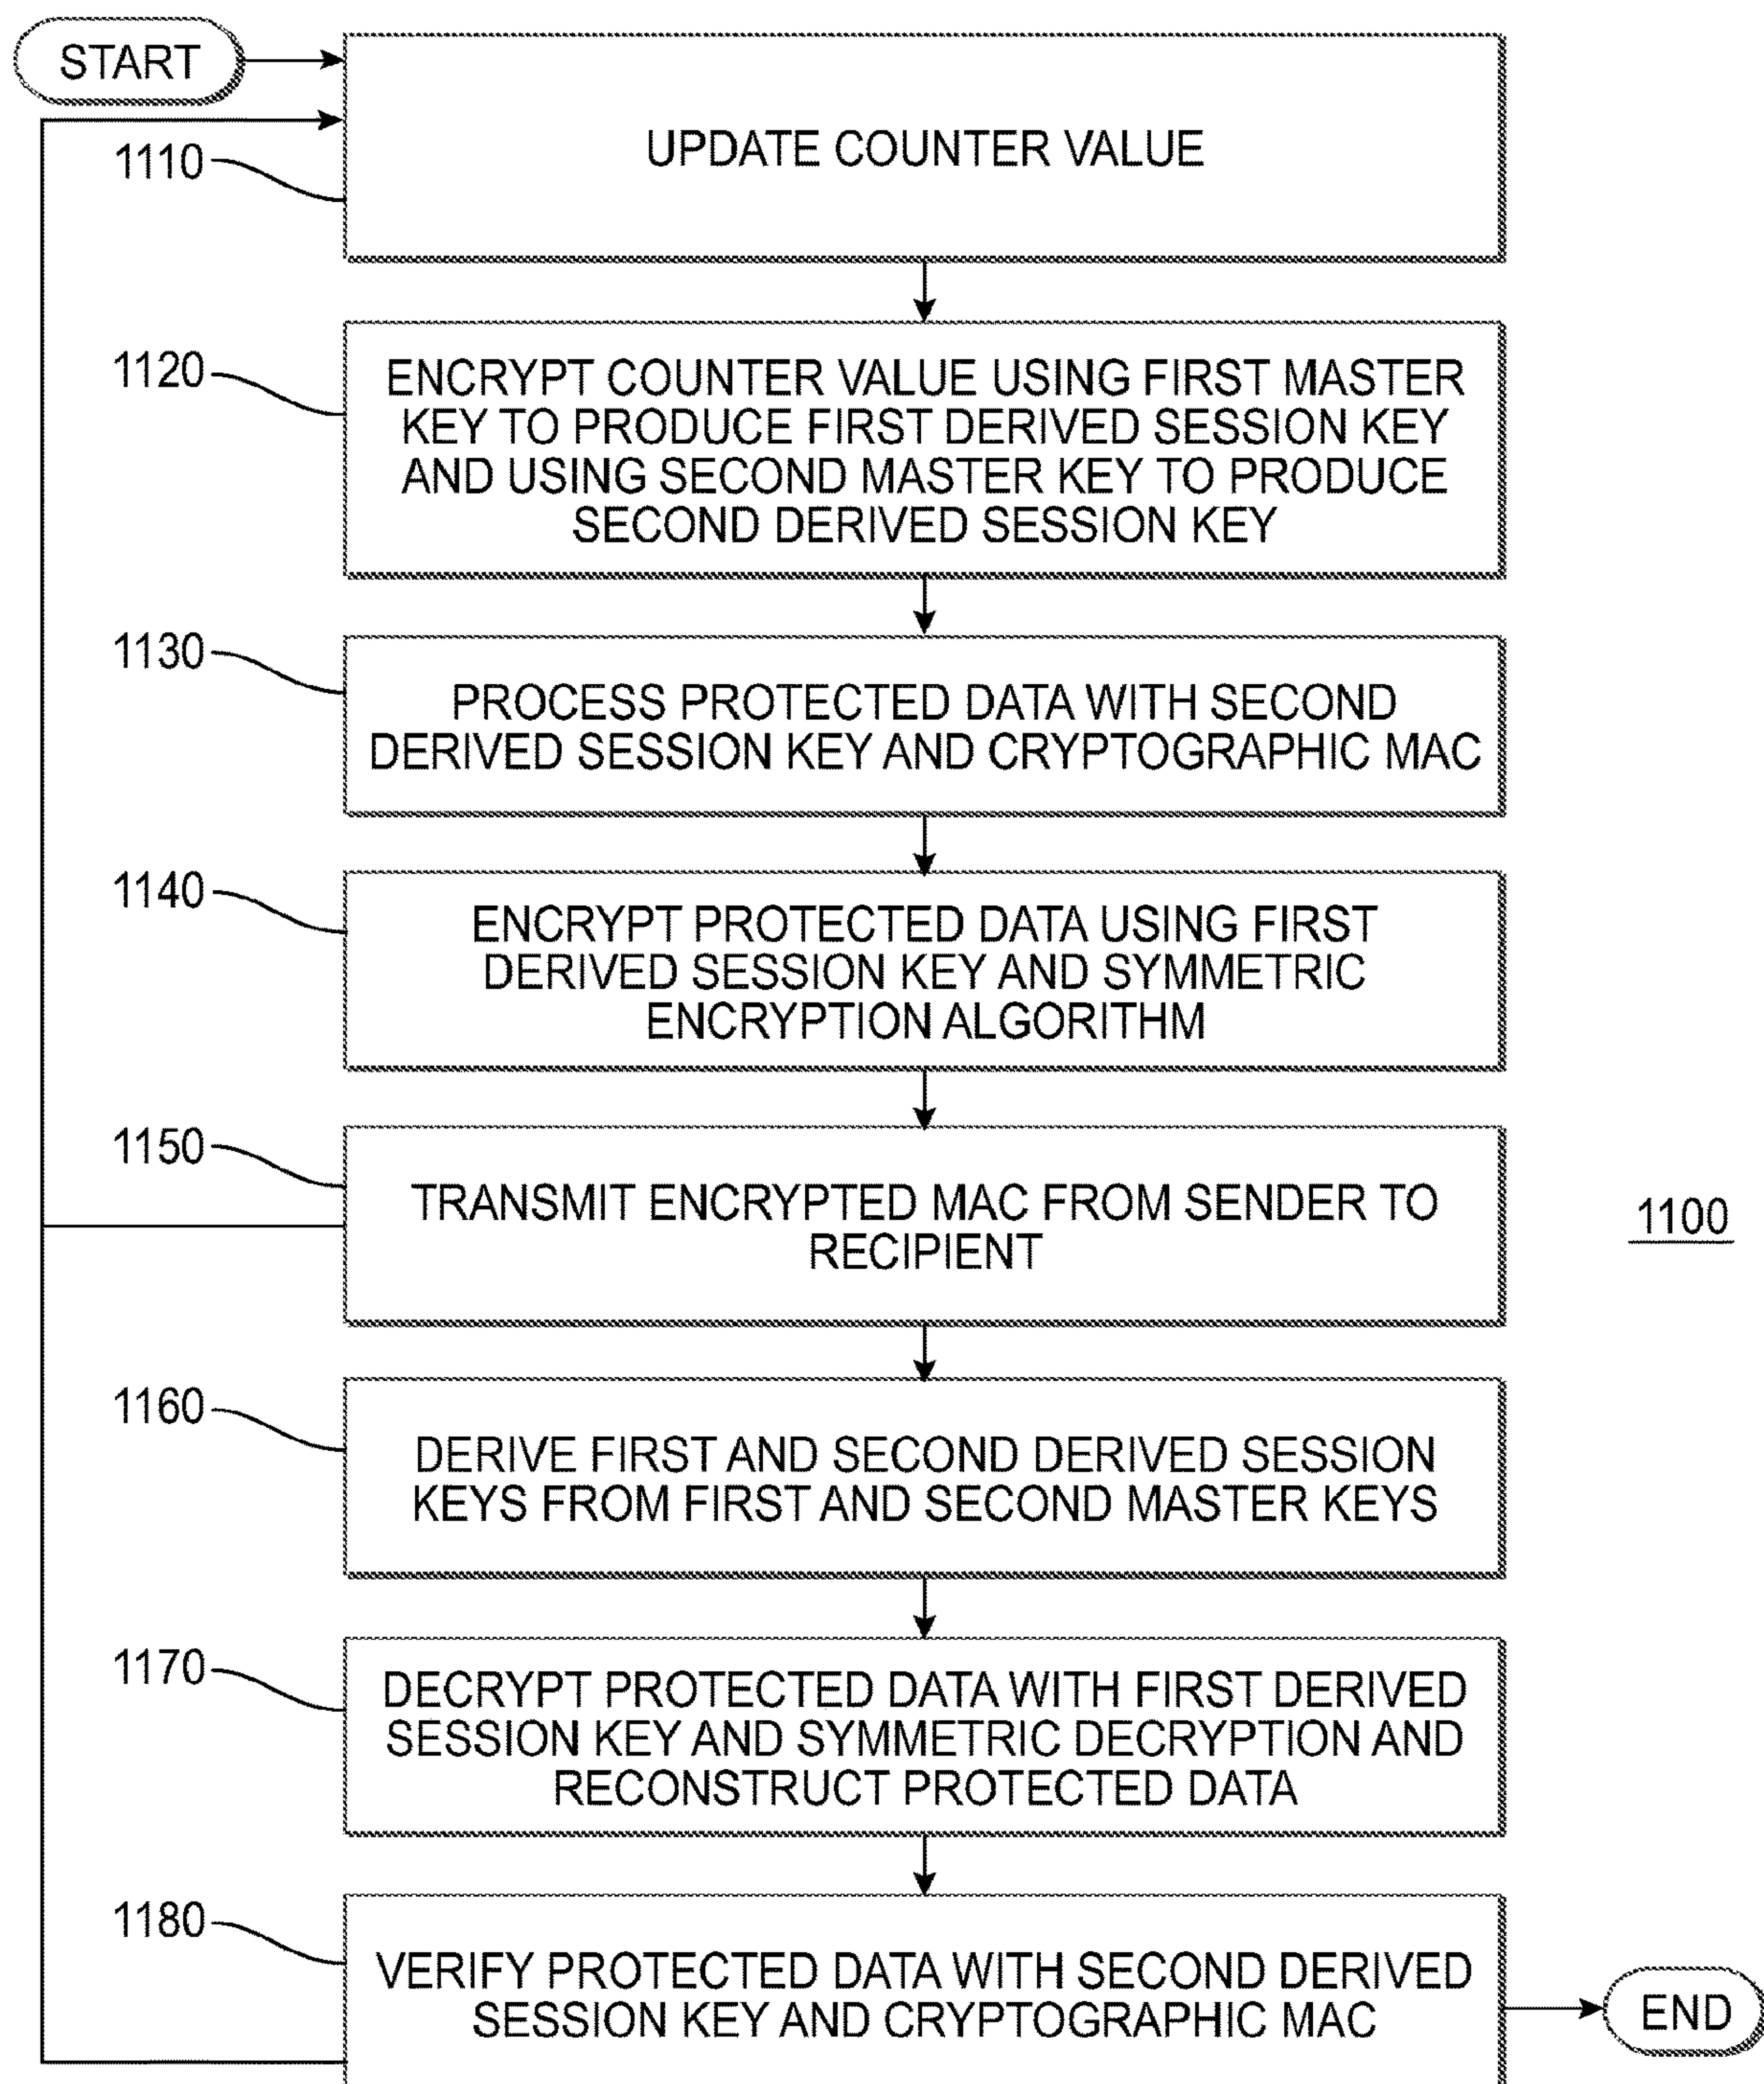 START
UPDATE COUNTER VALUE
1110
1120
ENCRYPT COUNTER VALUE USING FIRST MASTER
KEY TO PRODUCE FIRST DERIVED SESSION KEY
AND USING SECOND MASTER KEY TO PRODUCE
SECOND DERIVED SESSION KEY
1130
PROCESS PROTECTED DATA WITH SECOND
DERIVED SESSION KEY AND CRYPTOGRAPHIC MAC
1140
ENCRYPT PROTECTED DATA USING FIRST
DERIVED SESSION KEY AND SYMMETRIC
ENCRYPTION ALGORITHM
1150
TRANSMIT ENCRYPTED MAC FROM SENDER TO
RECIPIENT
1100
1160
DERIVE FIRST AND SECOND DERIVED SESSION
KEYS FROM FIRST AND SECOND MASTER KEYS
1170
DECRYPT PROTECTED DATA WITH FIRST DERIVED
SESSION KEY AND SYMMETRIC DECRYPTION AND
RECONSTRUCT PROTECTED DATA
1180
VERIFY PROTECTED DATA WITH SECOND DERIVED
SESSION KEY AND CRYPTOGRAPHIC MAC
END